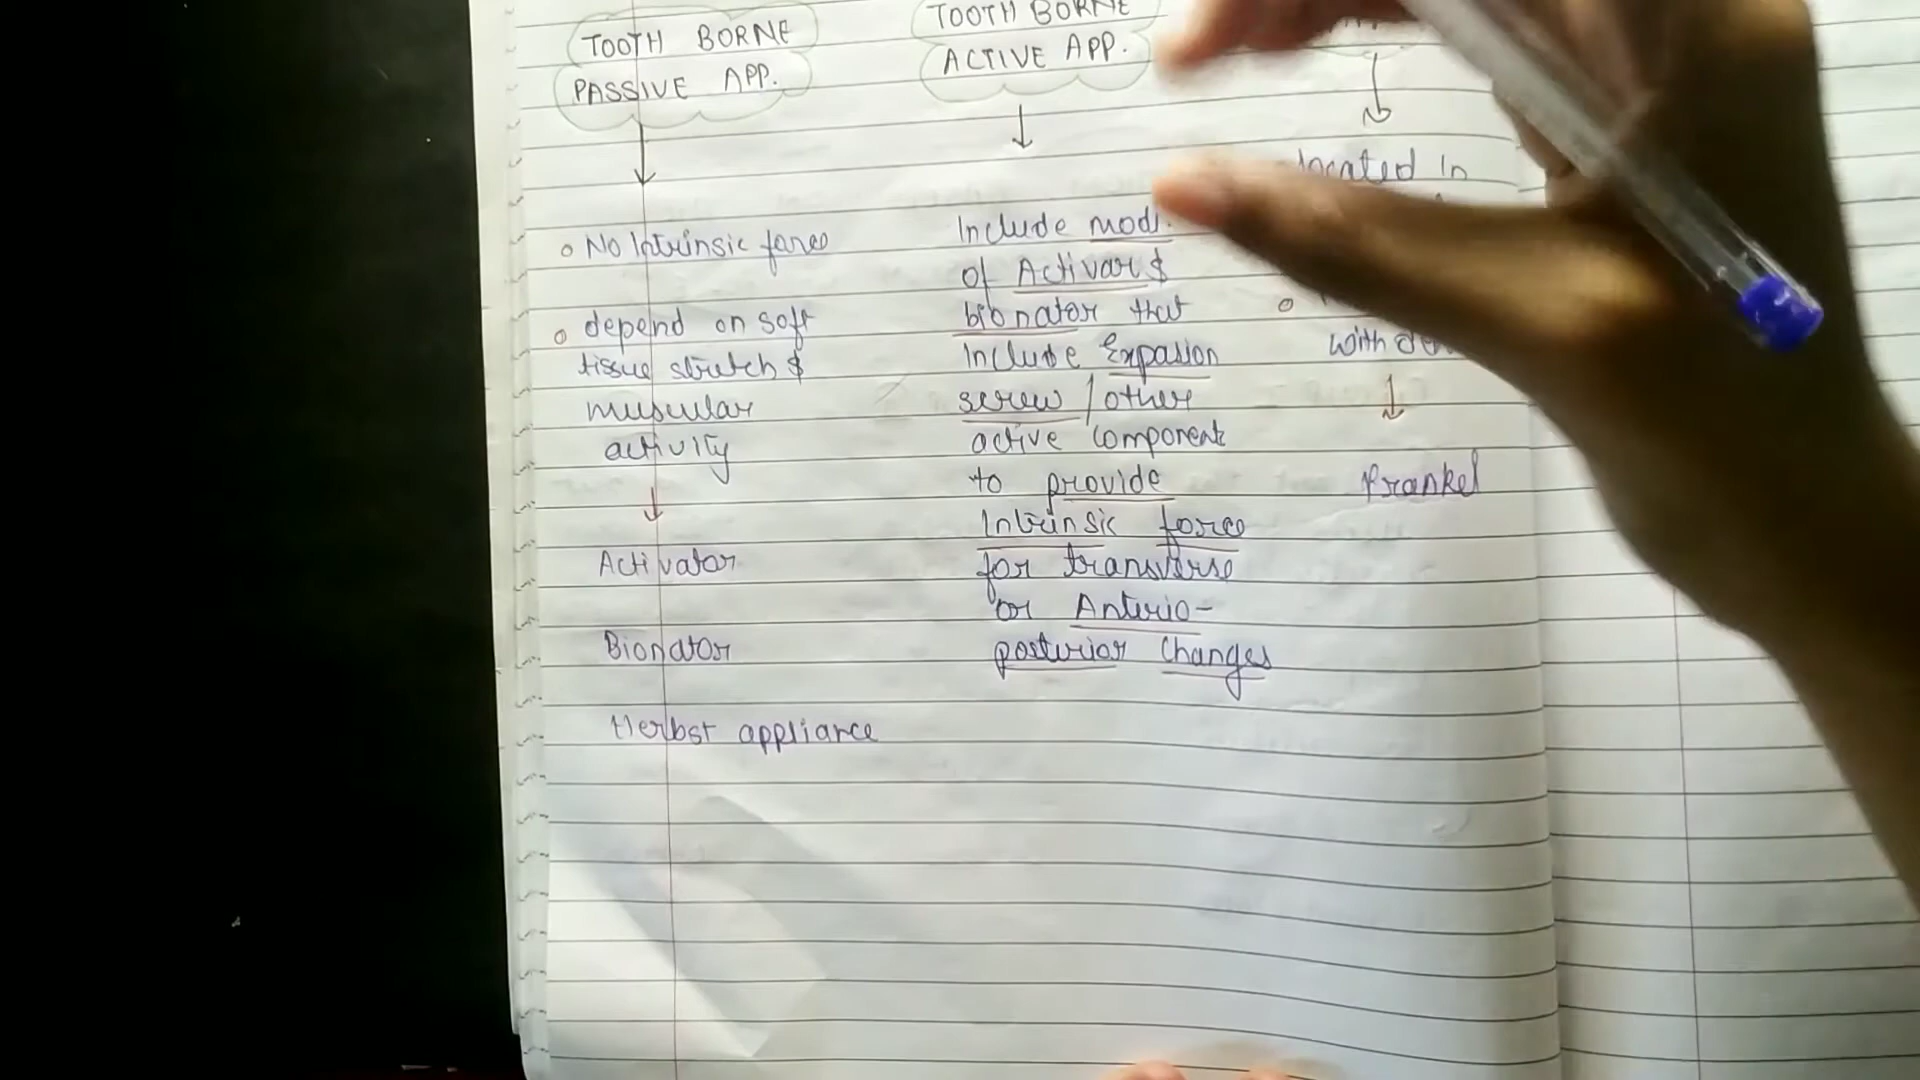 TOOTH BORNE
PASSIVE APP.
No Intrinsic force
depend on soft
tissue stretch &
muscular
activity
Activator
Bionator
Herbst appliance
TOOTH BORNE
ACTIVE APP.
Include mod.
of Activar &
bionator that
Include Expasion
screw / other
active component
to provide
Intrinsic force
for transverse
or Anterio-
posterior changes
located in
with
Frankel